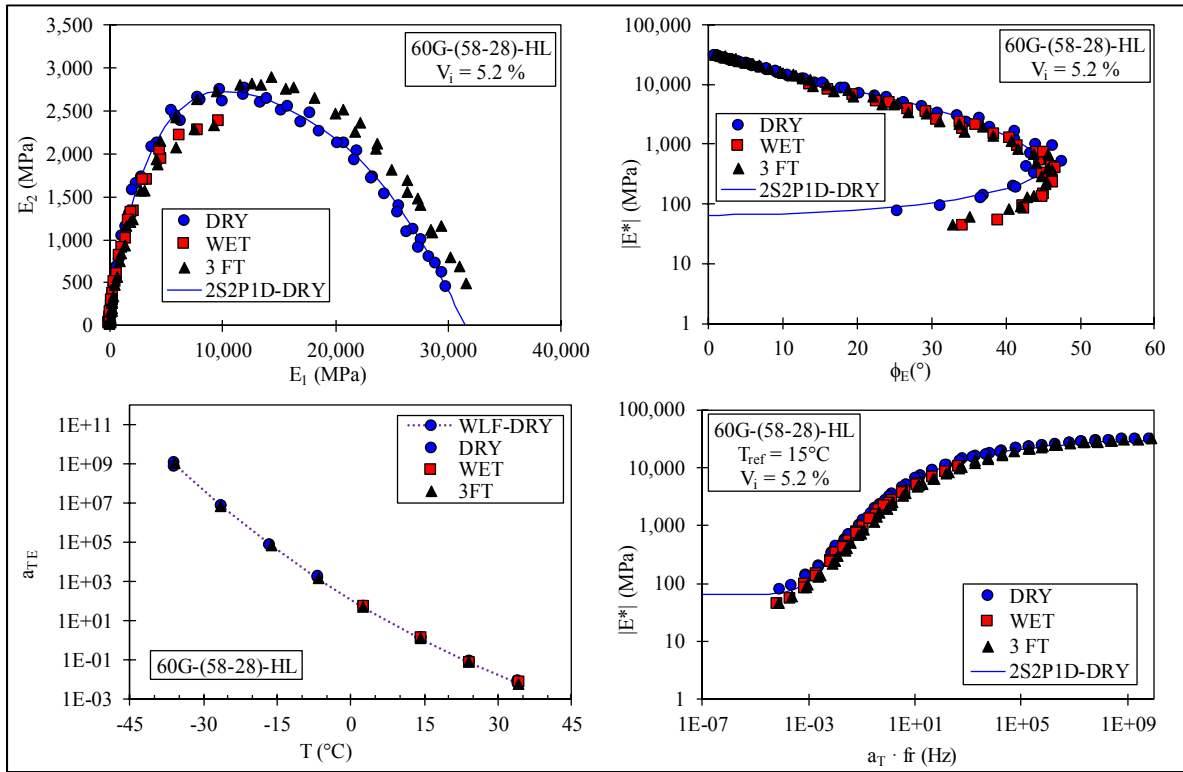 3,500
3,000
2,500
2,000
1,500
1,000
500
0
E₂ (MPa)
60G-(58-28)-HL
Vᵢ = 5.2 %
DRY
WET
3 FT
2S2P1D-DRY
0
10,000
20,000
30,000
40,000
E₁ (MPa)
100,000
10,000
1,000
100
10
1
|E*| (MPa)
60G-(58-28)-HL
Vᵢ = 5.2 %
DRY
WET
3 FT
2S2P1D-DRY
0
10
20
30
40
50
60
ϕE(°)
1E+11
1E+09
1E+07
1E+05
1E+03
1E+01
1E-01
1E-03
aTE
WLF-DRY
DRY
WET
3FT
60G-(58-28)-HL
-45
-30
-15
0
15
30
45
T (°C)
100,000
10,000
1,000
100
10
1
|E*| (MPa)
60G-(58-28)-HL
Tref = 15°C
Vᵢ = 5.2 %
DRY
WET
3 FT
2S2P1D-DRY
1E-07
1E-03
1E+01
1E+05
1E+09
aT · fr (Hz)